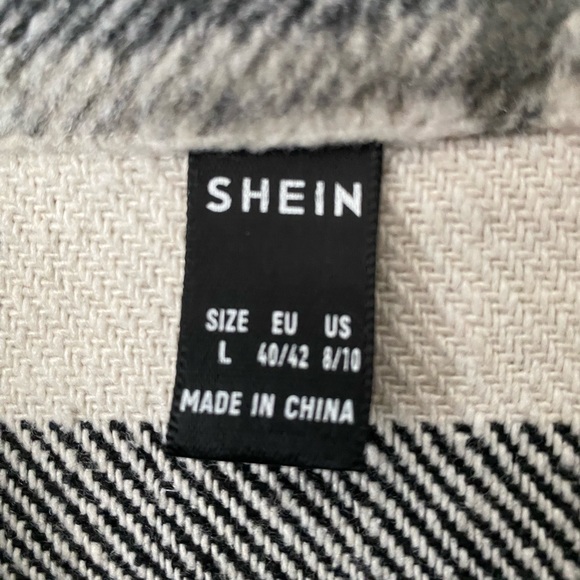 SHEIN
SIZE EU US
L 40/42 8/10
MADE IN CHINA